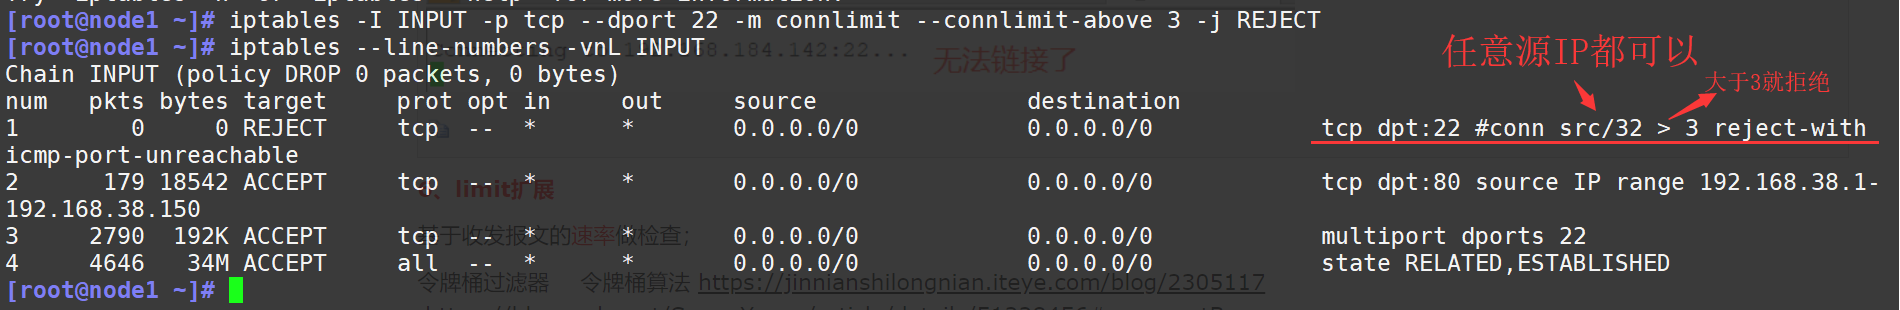 [root@node1 ~]# iptables -I INPUT -p tcp --dport 22 -m connlimit --connlimit-above 3 -j REJECT
[root@node1 ~]# iptables --line-numbers -vnL INPUT
58.184.142:22...
无法链接了
任意源IP都可以
大于3就拒绝
Chain INPUT (policy DROP 0 packets, 0 bytes)
num pkts bytes target prot opt in out source destination
1 0 0 REJECT tcp -- * * 0.0.0.0/0 0.0.0.0/0 tcp dpt:22 #conn src/32 > 3 reject-with
icmp-port-unreachable
2 179 18542 ACCEPT tcp -- * * 0.0.0.0/0 0.0.0.0/0 tcp dpt:80 source IP range 192.168.38.1-
、limit扩展
192.168.38.150
3 2790 192K ACCEPT tcp -- * * 0.0.0.0/0 0.0.0.0/0 multiport dports 22
基于收发报文的速率做检查；
4 4646 34M ACCEPT all -- * * 0.0.0.0/0 0.0.0.0/0 state RELATED,ESTABLISHED
令牌桶过滤器 令牌桶算法 https://jinnianshilongnian.iteye.com/blog/2305117
[root@node1 ~]#